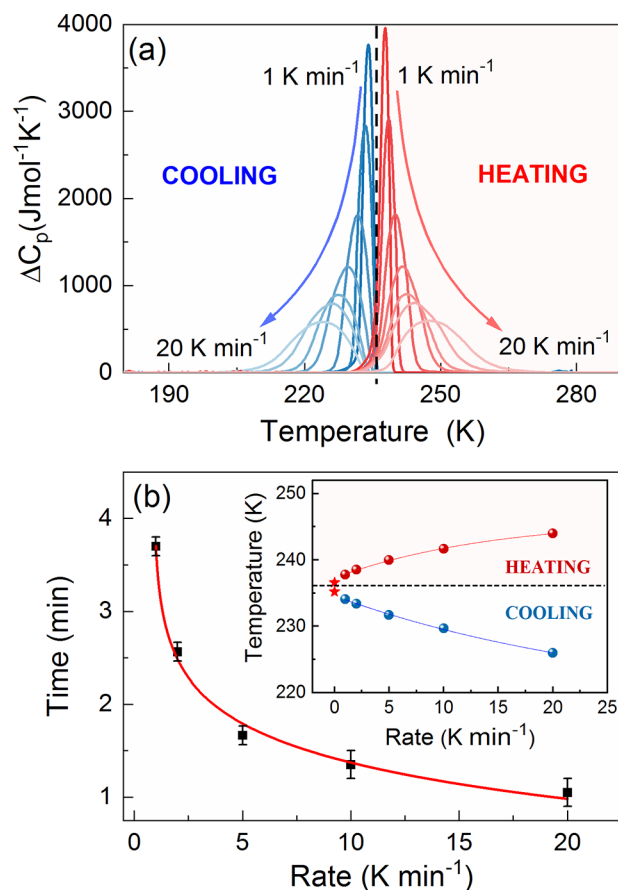 (a)
4000
3000
2000
1000
0
ΔCp(Jmol⁻¹K⁻¹)
1 K min⁻¹
1 K min⁻¹
COOLING
HEATING
20 K min⁻¹
20 K min⁻¹
190
220
250
280
Temperature (K)
(b)
4
3
2
1
Time (min)
0
5
10
15
20
Rate (K min⁻¹)
250
240
230
220
Temperature (K)
HEATING
COOLING
0
5
10
15
20
25
Rate (K min⁻¹)